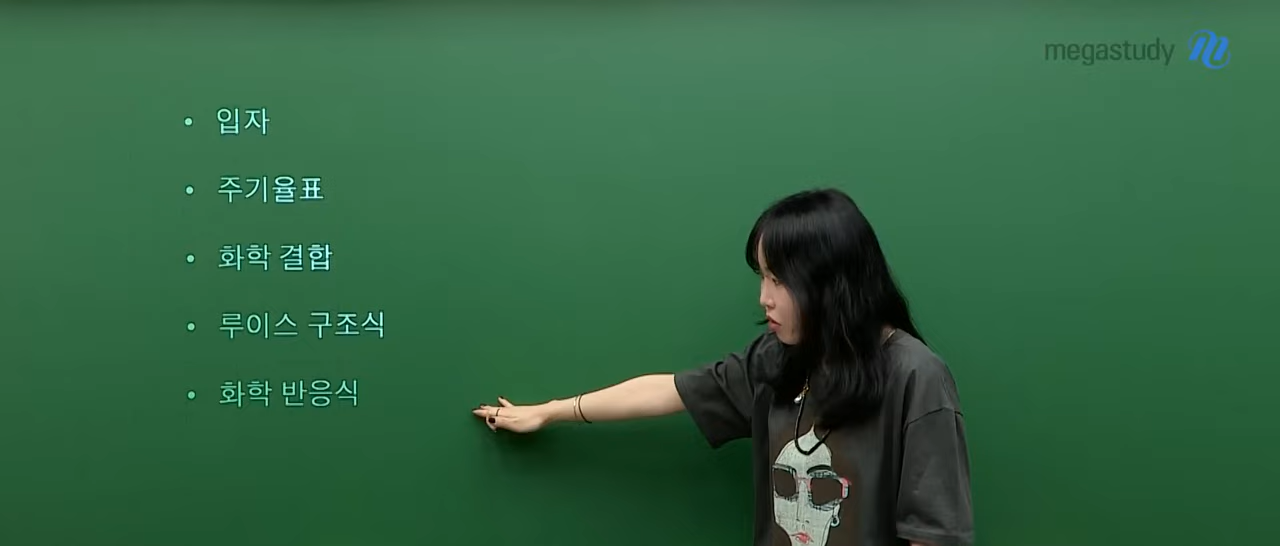 megastudy
• 입자
• 주기율표
• 화학 결합
• 루이스 구조식
• 화학 반응식